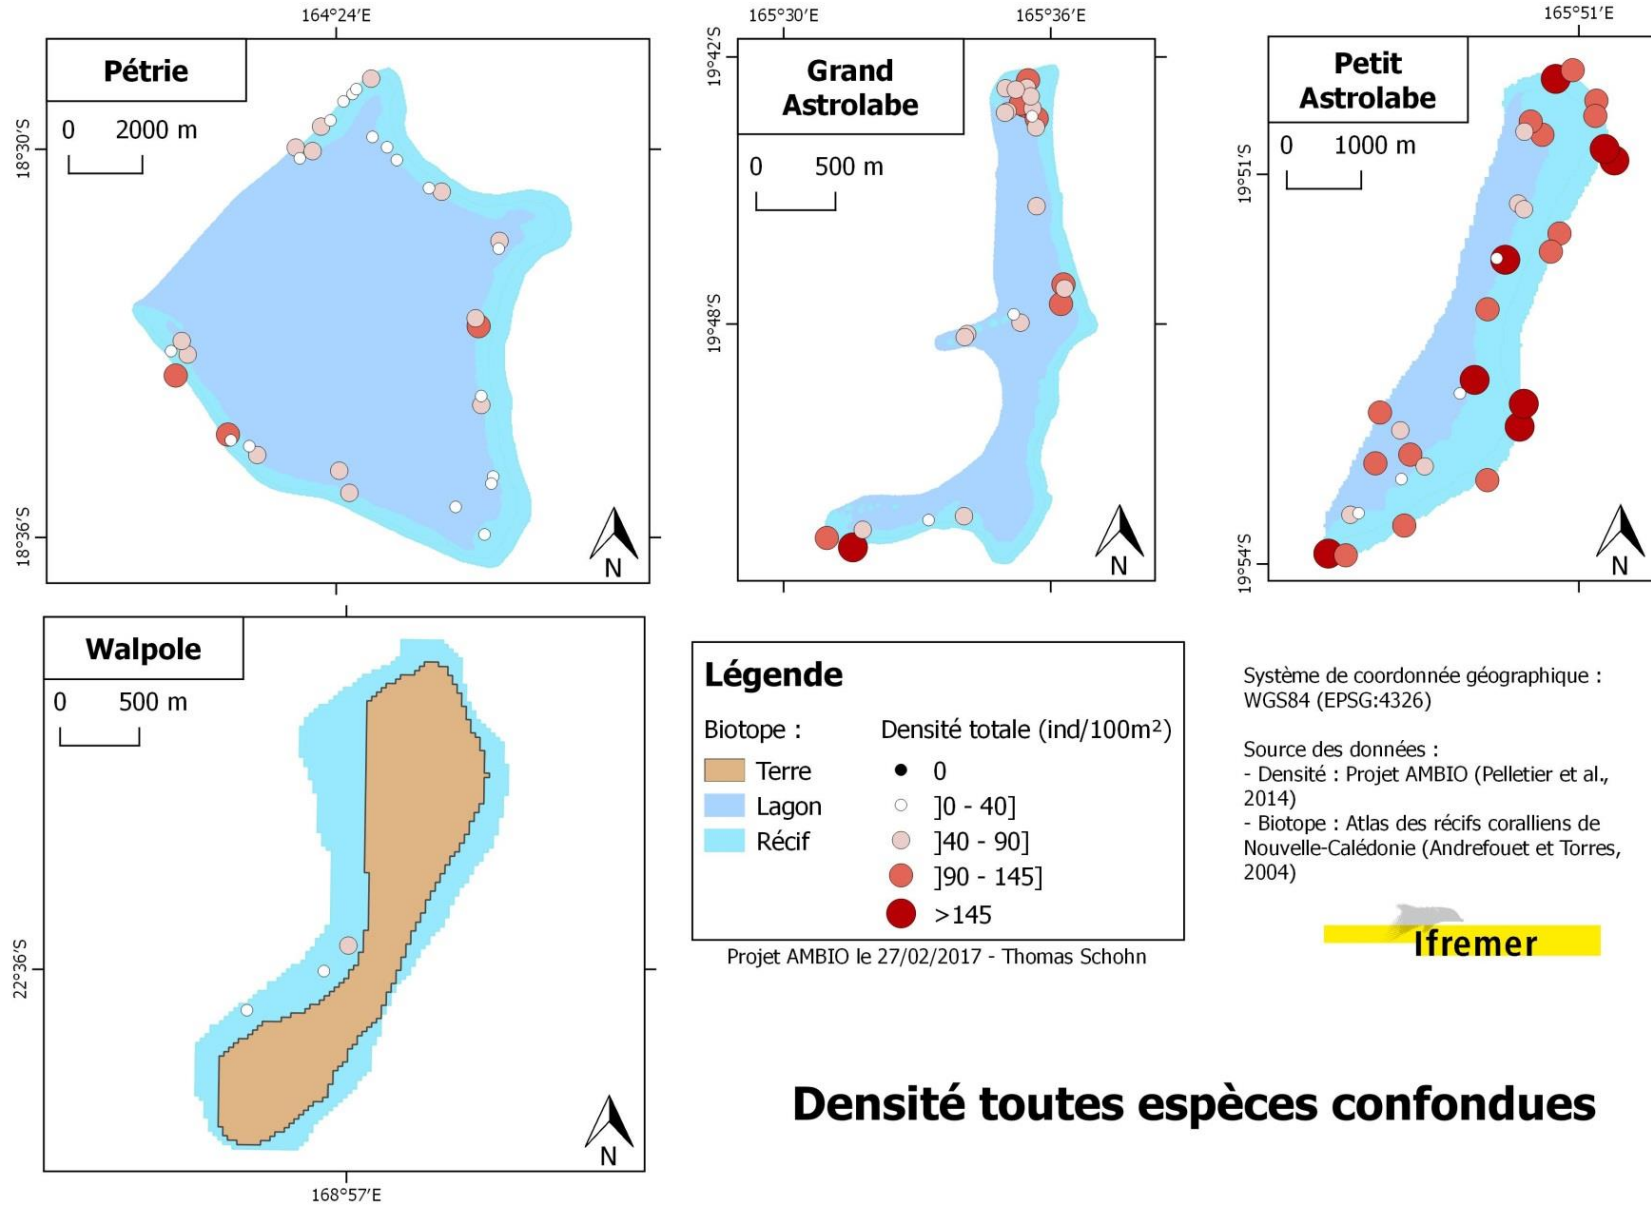 164°24'E
165°30'E
165°36'E
165°51'E
Pétrie
0 2000 m
18°30'S
18°36'S
N
19°42'S
Grand
Astrolabe
0 500 m
19°48'S
N
Petit
Astrolabe
0 1000 m
19°51'S
19°54'S
N
Walpole
0 500 m
22°36'S
N
168°57'E
Légende
Biotope :
Terre
Lagon
Récif
Densité totale (ind/100m²)
0
]0 - 40]
]40 - 90]
]90 - 145]
>145
Projet AMBIO le 27/02/2017 - Thomas Schohn
Système de coordonnée géographique :
WGS84 (EPSG:4326)
Source des données :
- Densité : Projet AMBIO (Pelletier et al.,
2014)
- Biotope : Atlas des récifs coralliens de
Nouvelle-Calédonie (Andrefouet et Torres,
2004)
Ifremer
Densité toutes espèces confondues